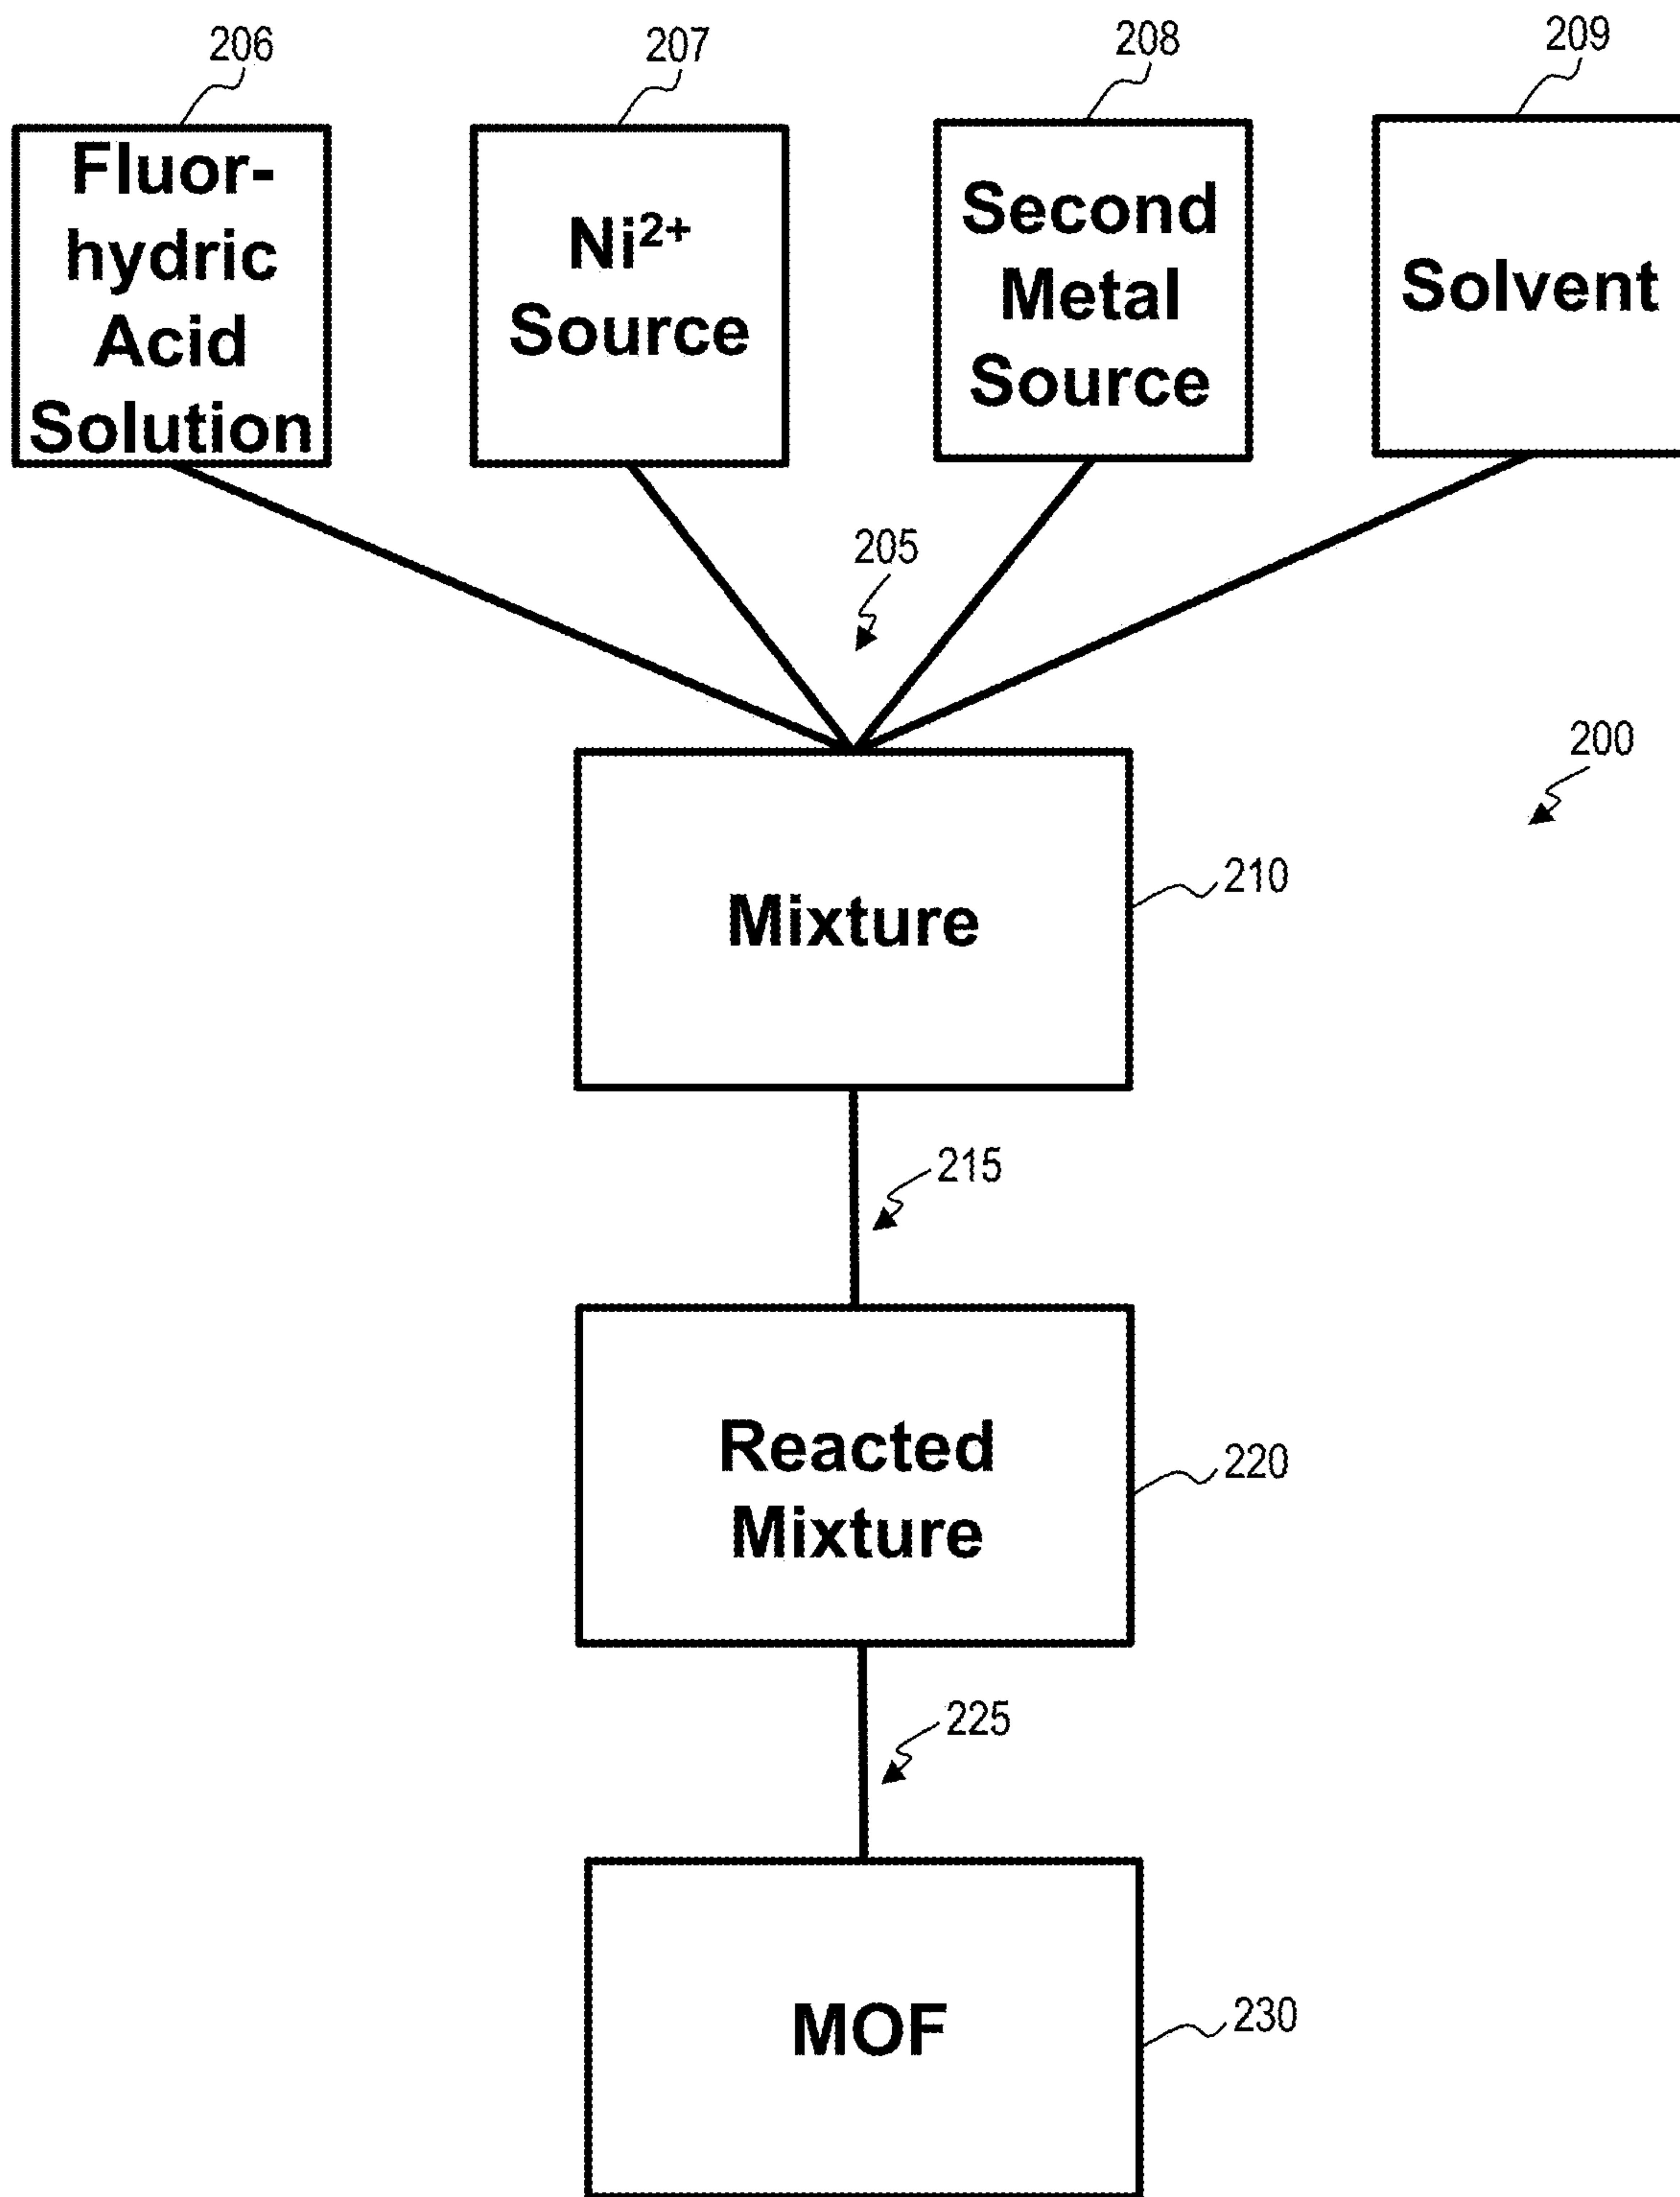 206
207
208
209
Fluor-
hydric
Acid
Solution
Ni²⁺
Source
Second
Metal
Source
Solvent
205
200
Mixture
210
215
Reacted
Mixture
220
225
MOF
230